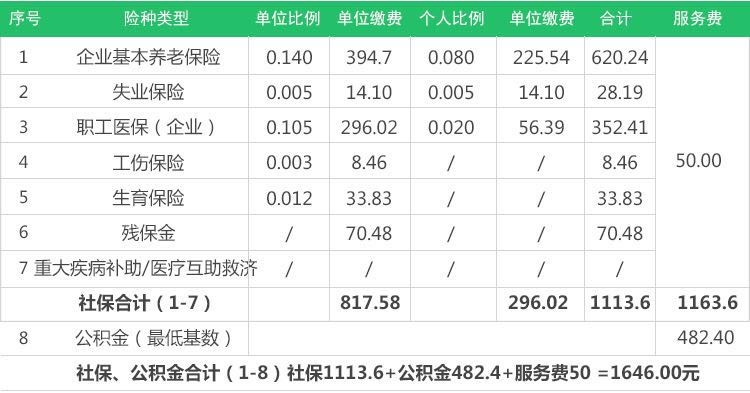 序号 险种类型 单位比例 单位缴费 个人比例 单位缴费 合计 服务费
1 企业基本养老保险 0.140 394.7 0.080 225.54 620.24
2 失业保险 0.005 14.10 0.005 14.10 28.19
3 职工医保（企业） 0.105 296.02 0.020 56.39 352.41
4 工伤保险 0.003 8.46 / / 8.46 50.00
5 生育保险 0.012 33.83 / / 33.83
6 残保金 / 70.48 / / 70.48
7 重大疾病补助/医疗互助救济 / / / / /
社保合计（1-7） 817.58 296.02 1113.6 1163.6
8 公积金（最低基数） 482.40
社保、公积金合计（1-8）社保1113.6+公积金482.4+服务费50 =1646.00元